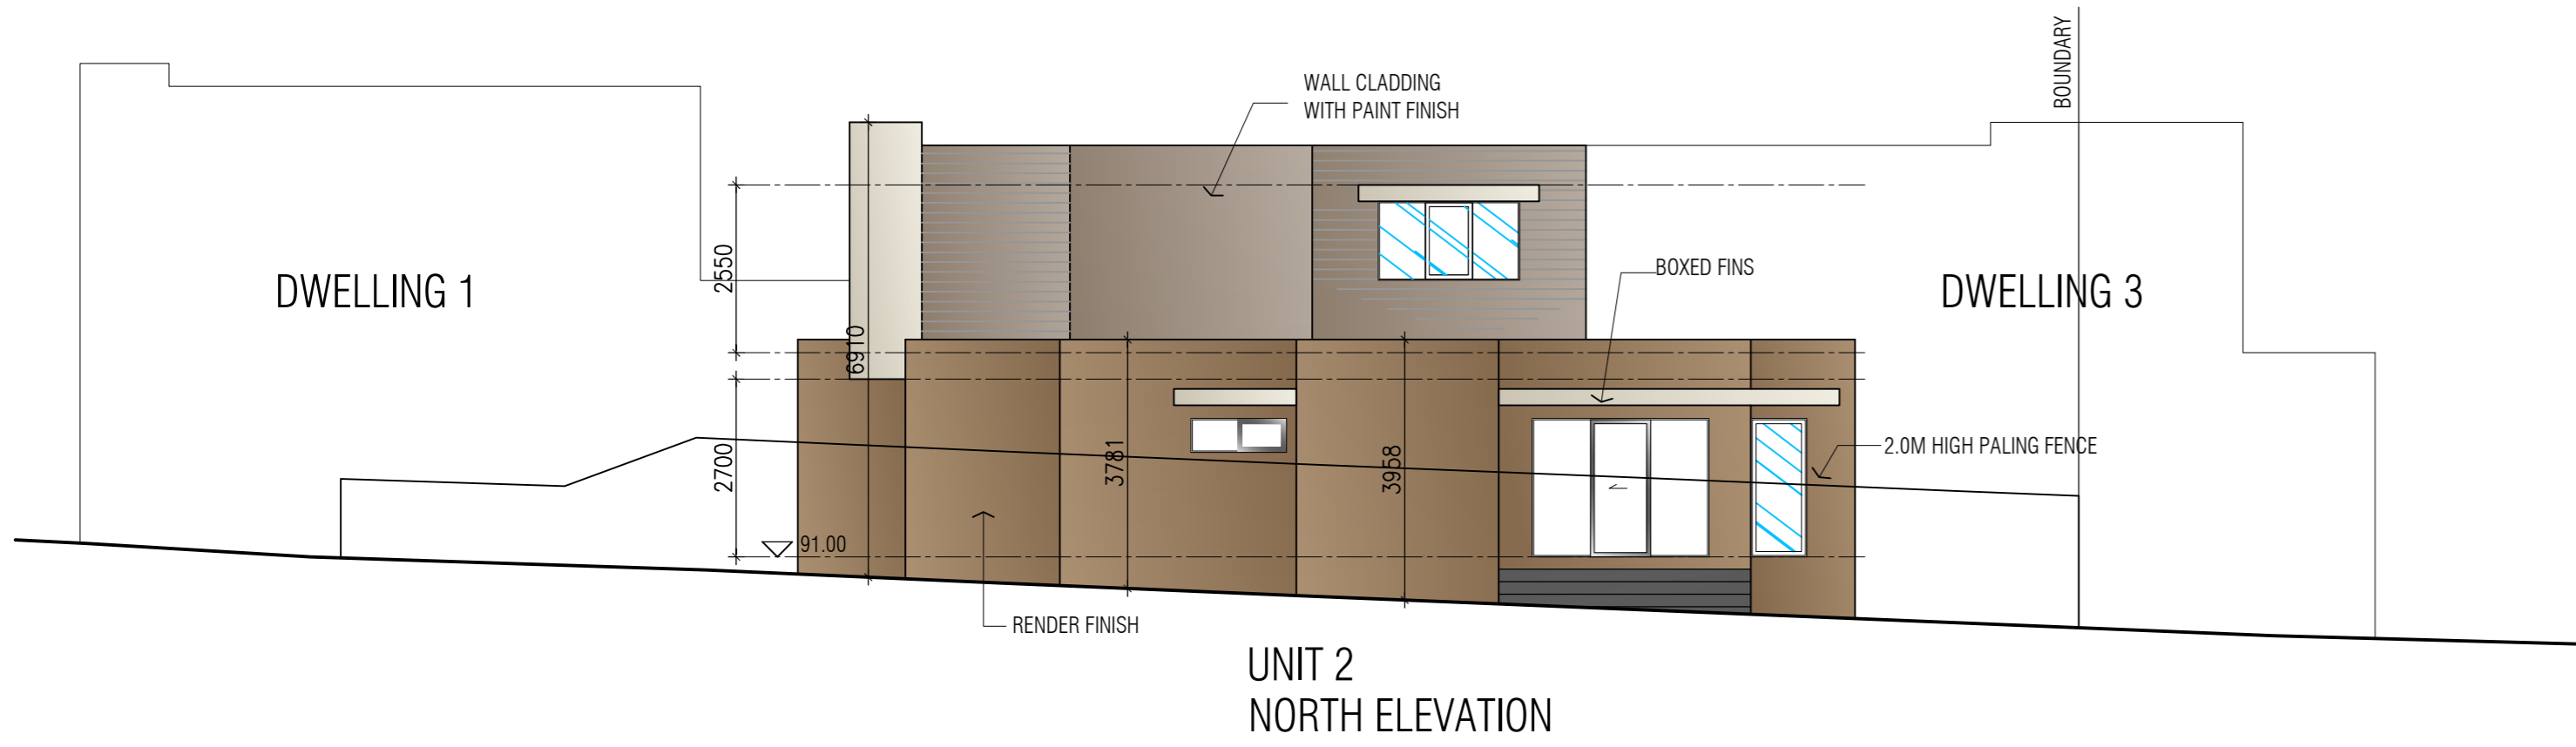 BOUNDARY
WALL CLADDING
WITH PAINT FINISH
2550
BOXED FINS
DWELLING 1
DWELLING 3
6910
2700
3781
3958
2.0M HIGH PALING FENCE
91.00
RENDER FINISH
UNIT 2
NORTH ELEVATION